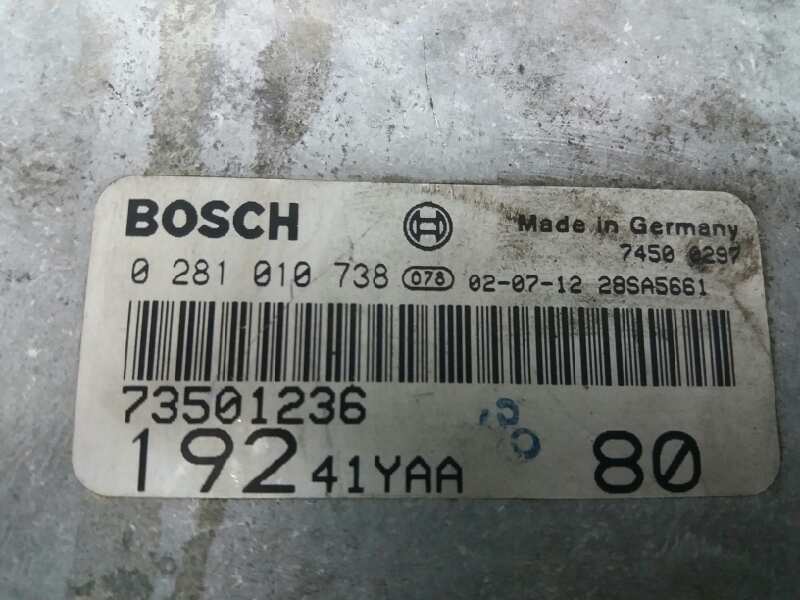 BOSCH Made in Germany
7450 0297
0 281 010 738 078 02-07-12 28SA5661
73501236
192 41YAA 80